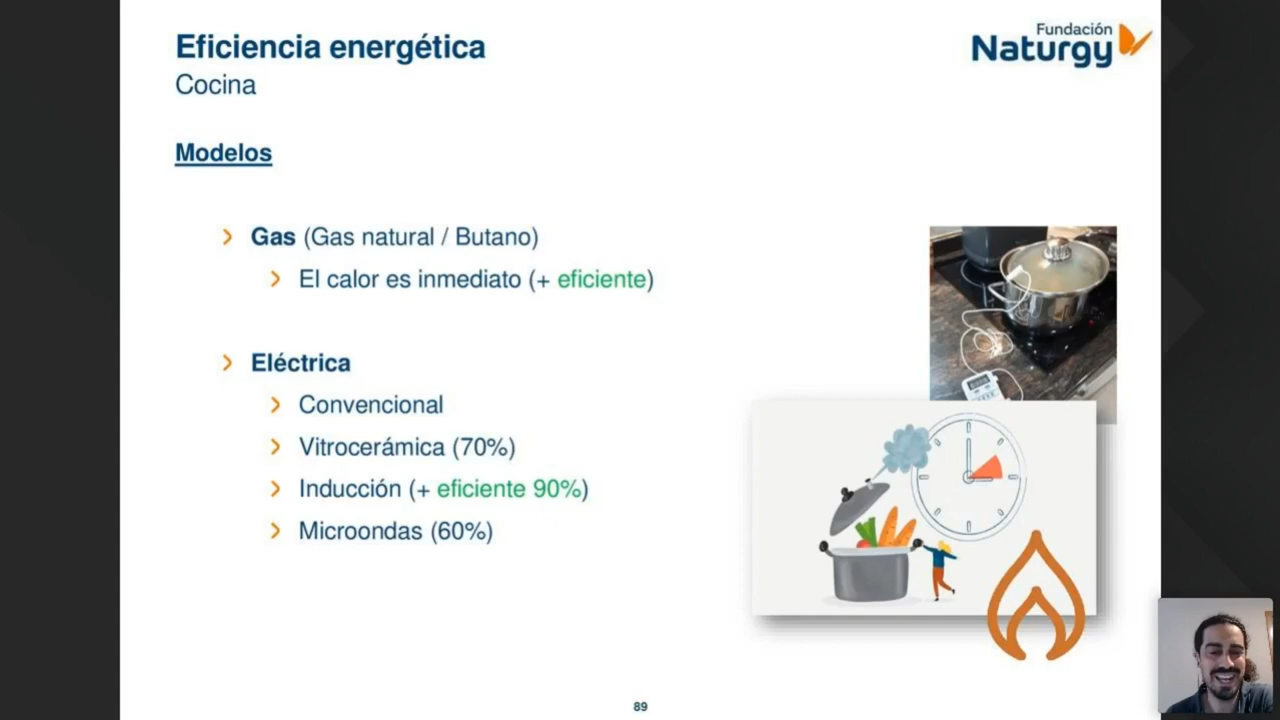 Eficiencia energética
Cocina
Fundación
Naturgy
Modelos
Gas (Gas natural / Butano)
El calor es inmediato (+ eficiente)
Eléctrica
Convencional
Vitrocerámica (70%)
Inducción (+ eficiente 90%)
Microondas (60%)
89